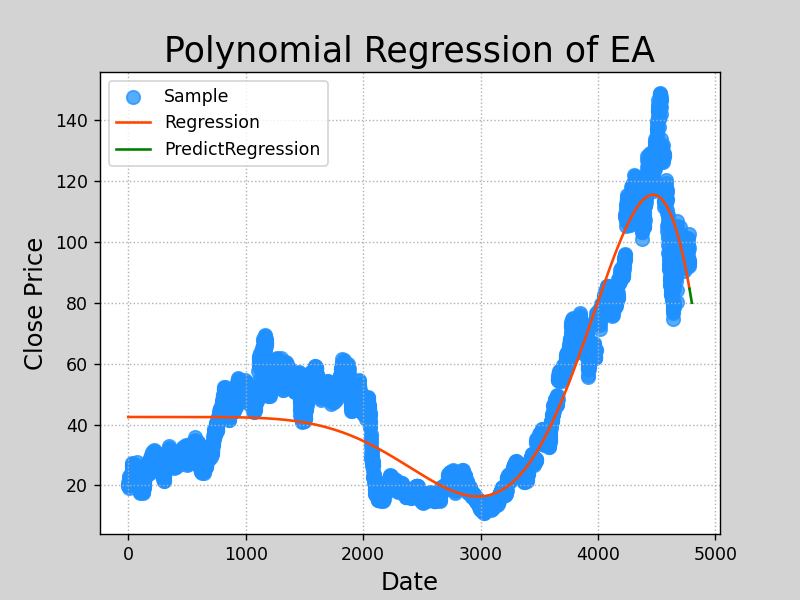 Polynomial Regression of EA
Sample
Regression
PredictRegression
Close Price
140
120
100
80
60
40
20
0 1000 2000 3000 4000 5000
Date